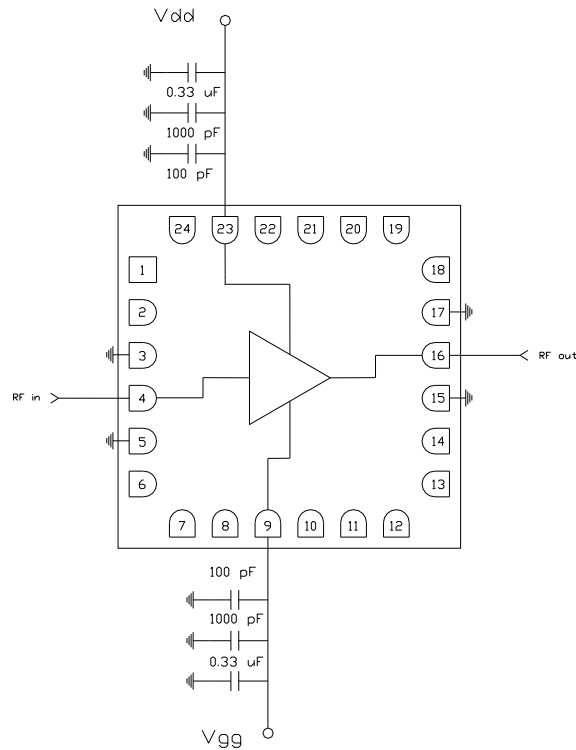 Vdd
0.33 uF
1000 pF
100 pF
24 23 22 21 20 19
1 18
2 17
3 16 RF out
RF in 4 15
5 14
6 13
7 8 9 10 11 12
100 pF
1000 pF
0.33 uF
Vgg